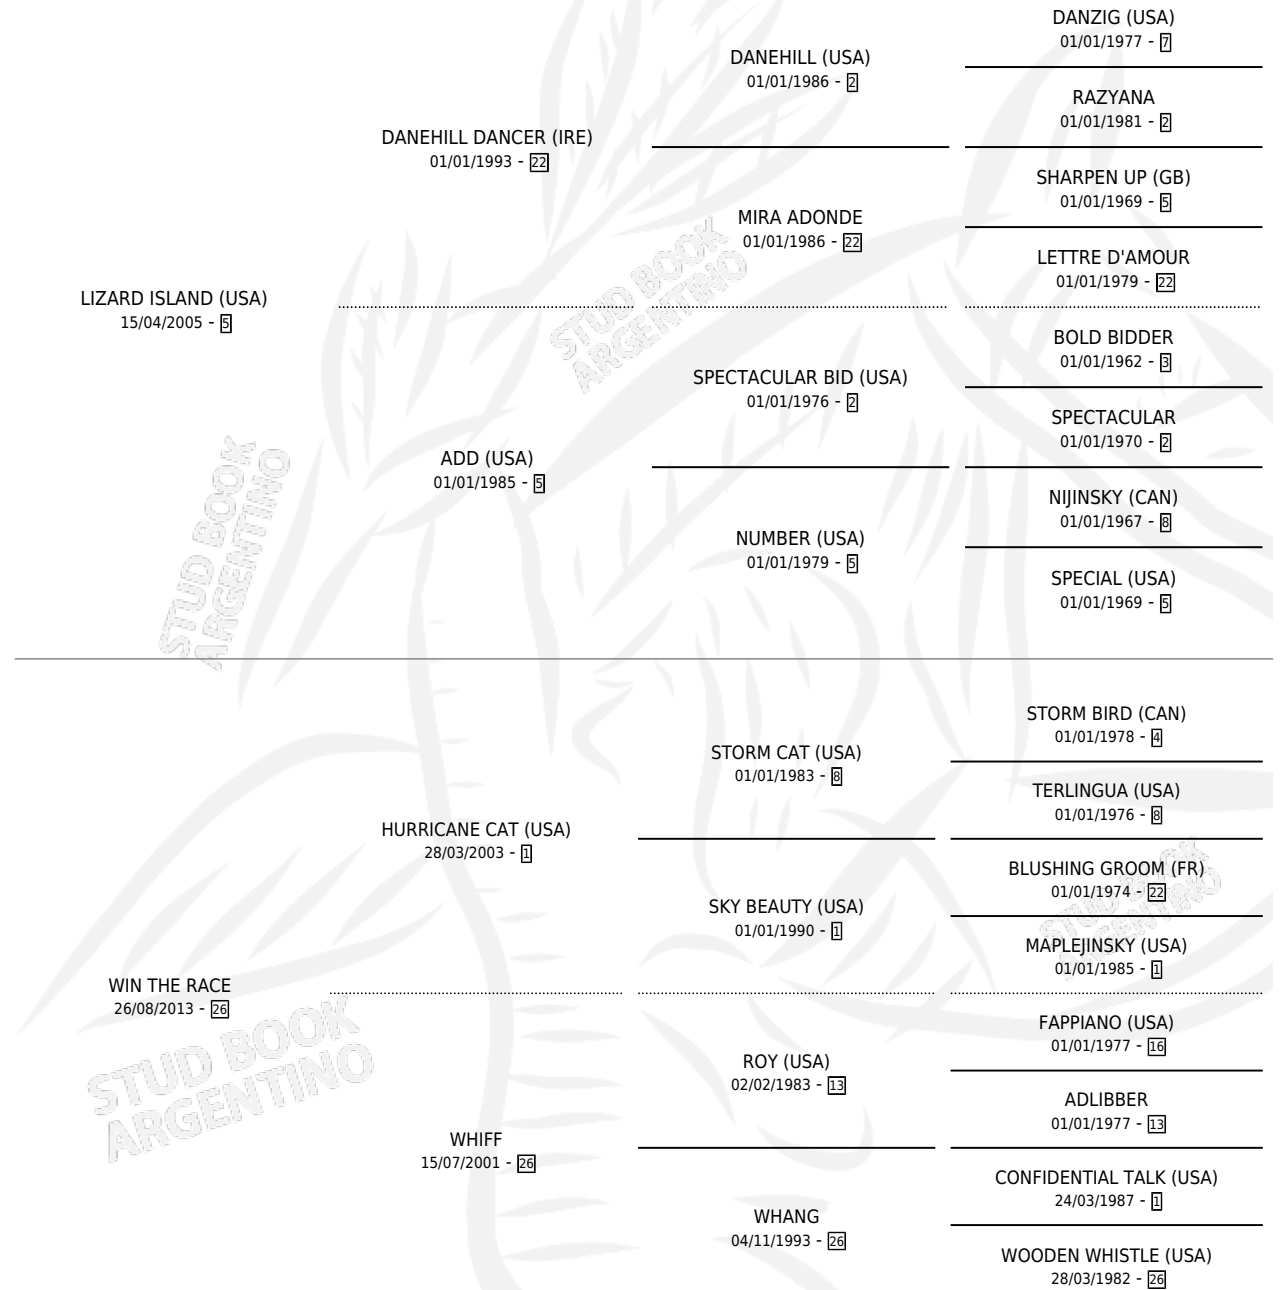 DANZIG (USA)
01/01/1977 - 7
DANEHILL (USA)
01/01/1986 - 2
RAZYANA
01/01/1981 - 2
DANEHILL DANCER (IRE)
01/01/1993 - 22
SHARPEN UP (GB)
01/01/1969 - 5
MIRA ADONDE
01/01/1986 - 22
LETTRE D'AMOUR
01/01/1979 - 22
LIZARD ISLAND (USA)
15/04/2005 - 5
BOLD BIDDER
01/01/1962 - 3
SPECTACULAR BID (USA)
01/01/1976 - 2
SPECTACULAR
01/01/1970 - 2
ADD (USA)
01/01/1985 - 5
NIJINSKY (CAN)
01/01/1967 - 8
NUMBER (USA)
01/01/1979 - 5
SPECIAL (USA)
01/01/1969 - 5
STORM BIRD (CAN)
01/01/1978 - 4
STORM CAT (USA)
01/01/1983 - 8
TERLINGUA (USA)
01/01/1976 - 8
HURRICANE CAT (USA)
28/03/2003 - 1
BLUSHING GROOM (FR)
01/01/1974 - 22
SKY BEAUTY (USA)
01/01/1990 - 1
MAPLEJINSKY (USA)
01/01/1985 - 1
WIN THE RACE
26/08/2013 - 26
FAPPIANO (USA)
01/01/1977 - 16
ROY (USA)
02/02/1983 - 13
ADLIBBER
01/01/1977 - 13
WHIFF
15/07/2001 - 26
CONFIDENTIAL TALK (USA)
24/03/1987 - 1
WHANG
04/11/1993 - 26
WOODEN WHISTLE (USA)
28/03/1982 - 26
STUD BOOK
ARGENTINO
STUD BOOK
ARGENTINO
STUD BOOK
ARGENTINO
STUD BOOK
ARGENTINO